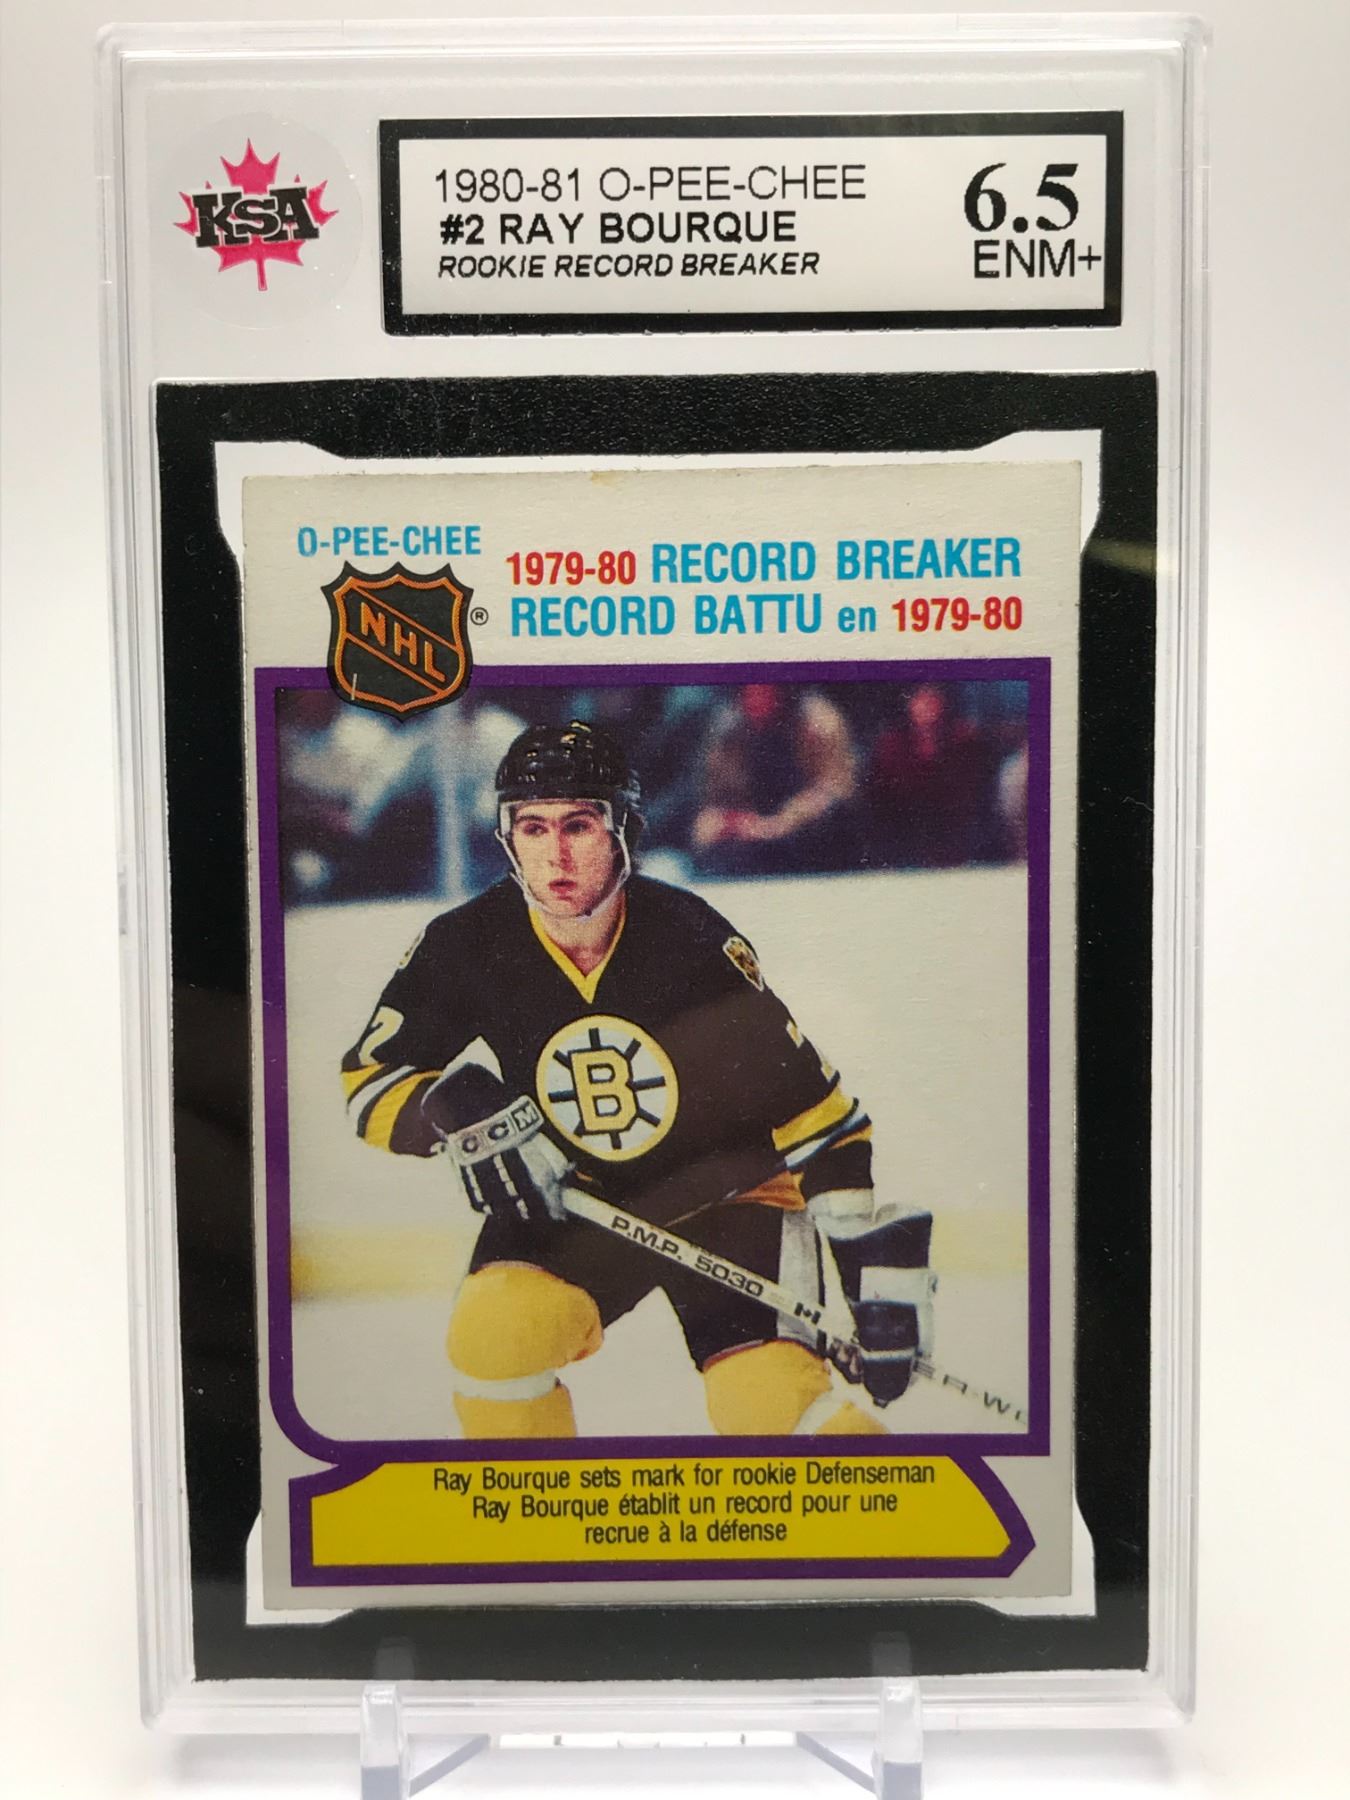 KSA
1980-81 O-PEE-CHEE
#2 RAY BOURQUE
ROOKIE RECORD BREAKER
6.5
ENM+
O-PEE-CHEE
NHL
®
1979-80 RECORD BREAKER
RECORD BATTU en 1979-80
7
B
CCM
P.M.P. 5030
Ray Bourque sets mark for rookie Defenseman
Ray Bourque établit un record pour une
recrue à la défense